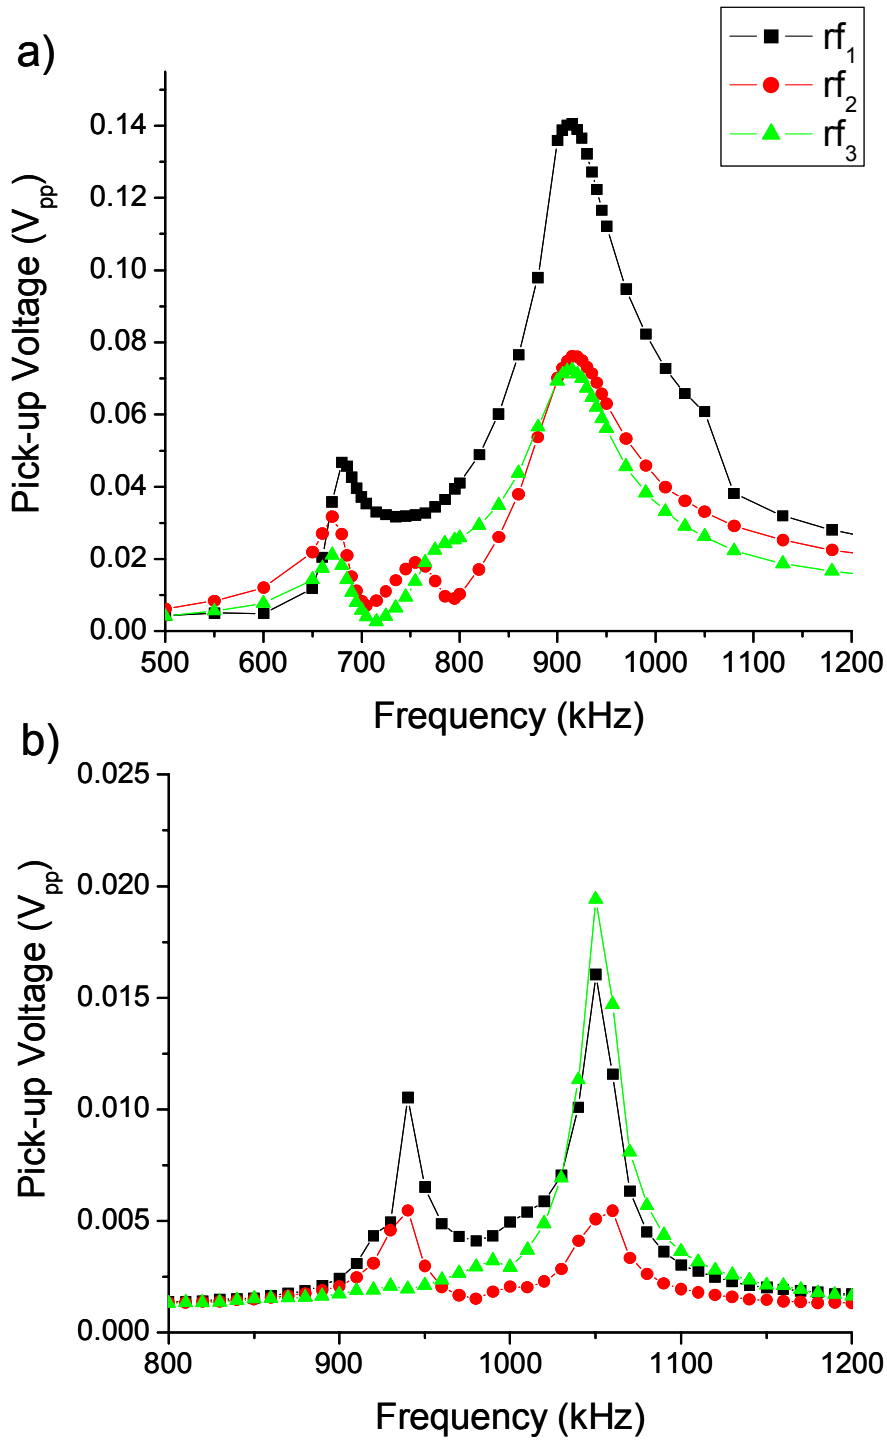 a)
rf1
rf2
rf3
Pick-up Voltage (Vpp)
0.14
0.12
0.10
0.08
0.06
0.04
0.02
0.00
500 600 700 800 900 1000 1100 1200
Frequency (kHz)
b)
Pick-up Voltage (Vpp)
0.025
0.020
0.015
0.010
0.005
0.000
800 900 1000 1100 1200
Frequency (kHz)